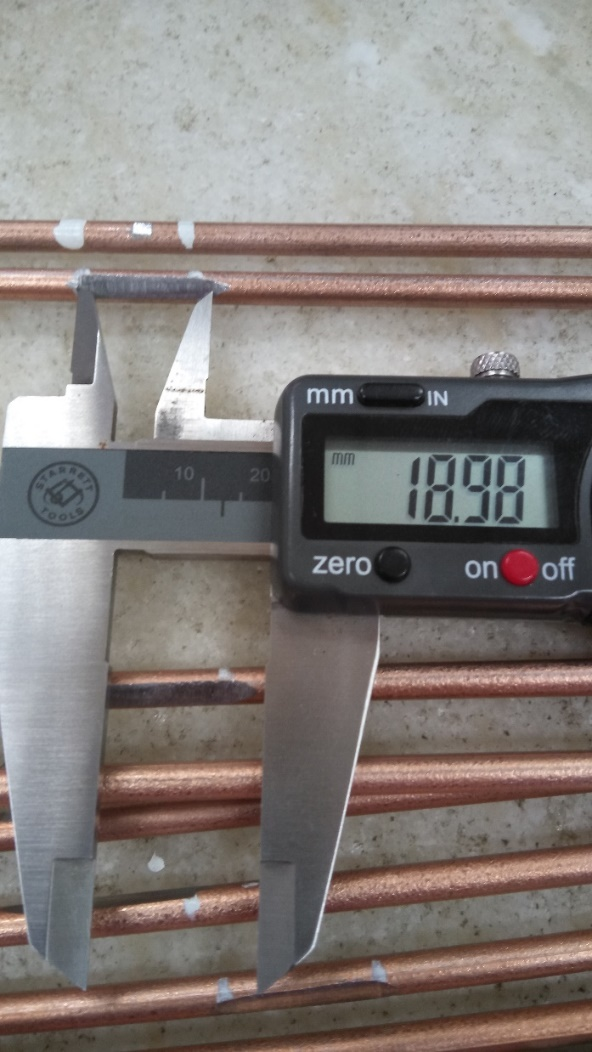 mm IN
mm
18.98
STARRETT
TOOLS
10 20
zero on off